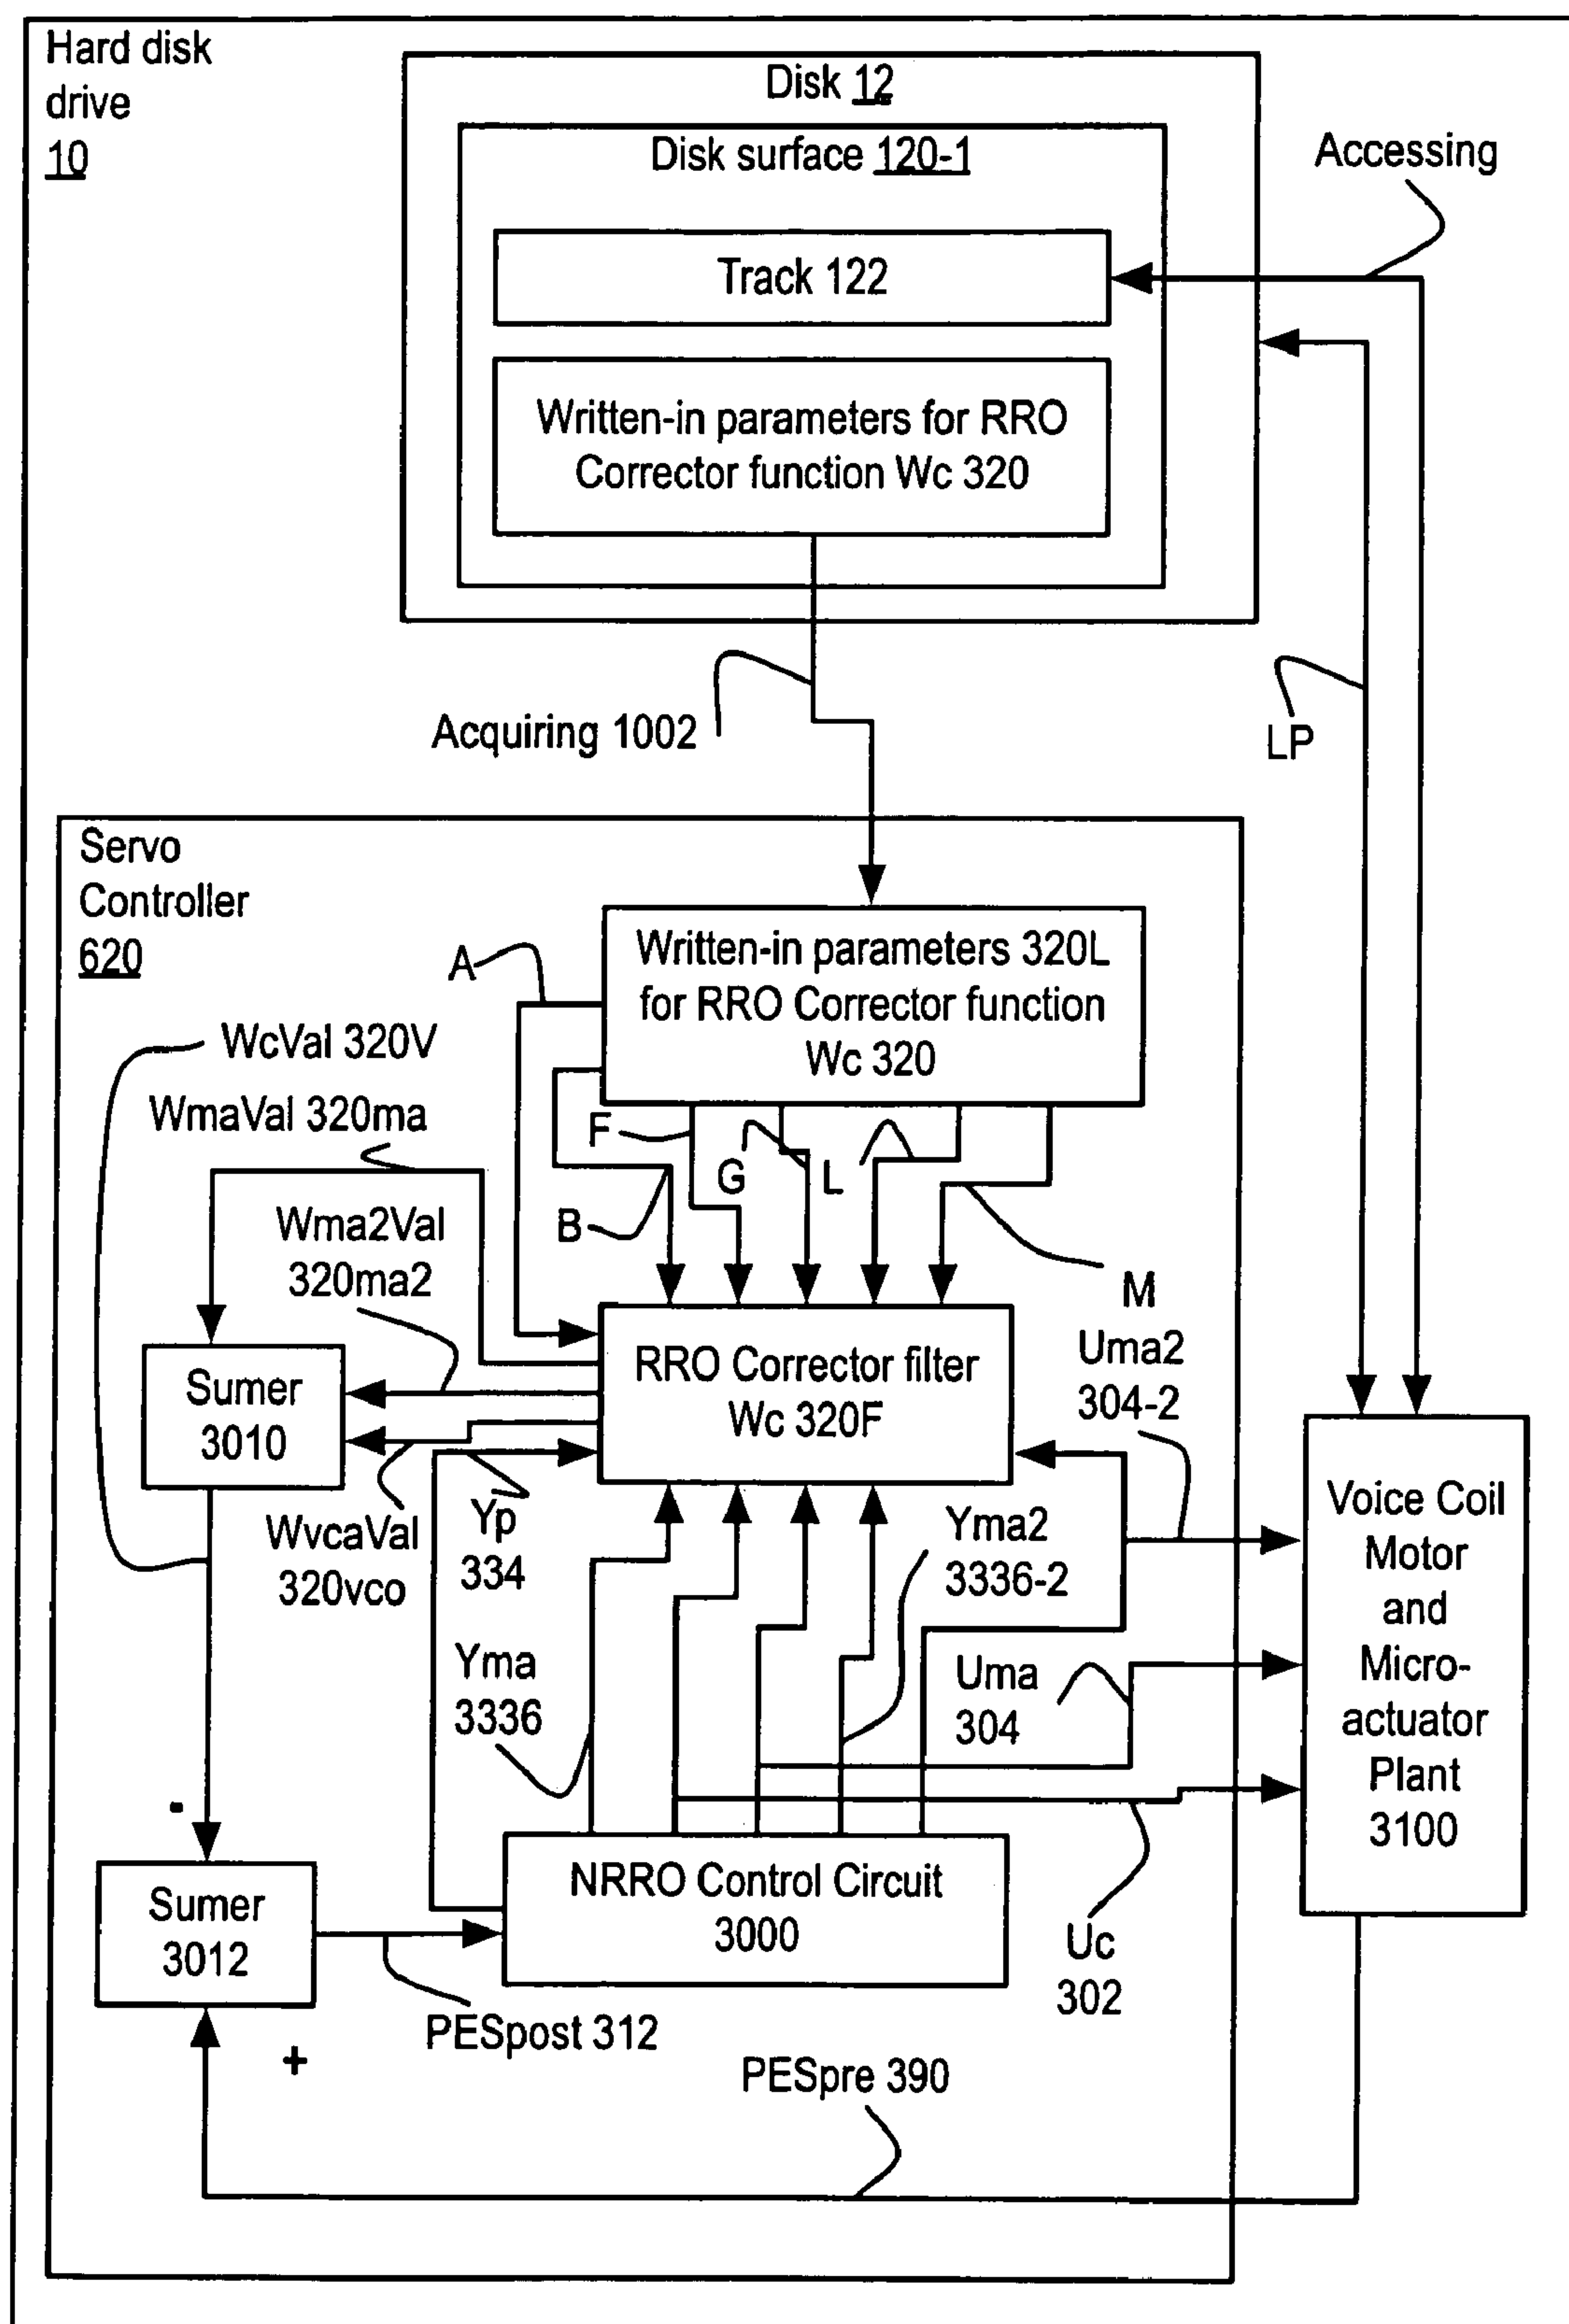 Hard disk
drive
10
Disk 12
Disk surface 120-1
Accessing
Track 122
Written-in parameters for RRO
Corrector function Wc 320
Acquiring 1002
LP
Servo
Controller
620
Written-in parameters 320L
for RRO Corrector function
Wc 320
A
WcVal 320V
WmaVal 320ma
F
G
L
B
M
Wma2Val
320ma2
Uma2
304-2
RRO Corrector filter
Wc 320F
Sumer
3010
Voice Coil
Motor
and
Micro-
actuator
Plant
3100
WvcaVal
320vco
Yp
334
Yma2
3336-2
Yma
3336
Uma
304
-
NRRO Control Circuit
3000
Sumer
3012
Uc
302
PESpost 312
+
PESpre 390